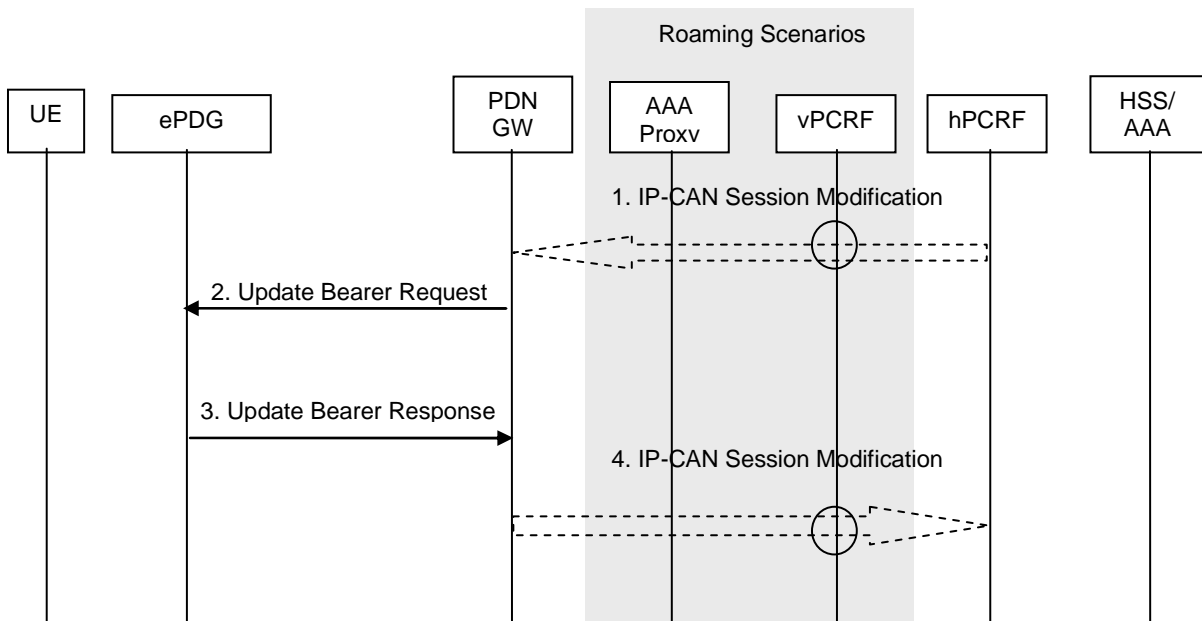 Roaming Scenarios
UE
ePDG
PDN
GW
AAA
Proxv
vPCRF
hPCRF
HSS/
AAA
1. IP-CAN Session Modification
2. Update Bearer Request
3. Update Bearer Response
4. IP-CAN Session Modification